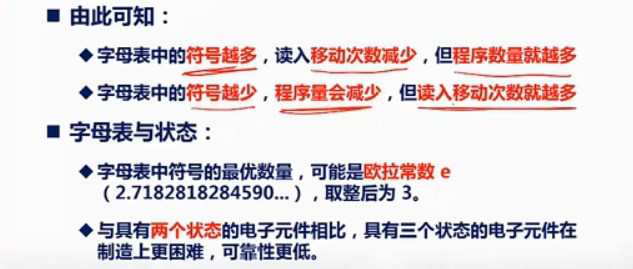 ■ 由此可知：
◆字母表中的符号越多，读入移动次数减少，但程序数量就越多
◆字母表中的符号越少，程序量会减少，但读入移动次数就越多
■ 字母表与状态：
◆字母表中符号的最优数量，可能是欧拉常数 e
（2.7182818284590...），取整后为 3。
◆与具有两个状态的电子元件相比，具有三个状态的电子元件在
制造上更困难，可靠性更低。